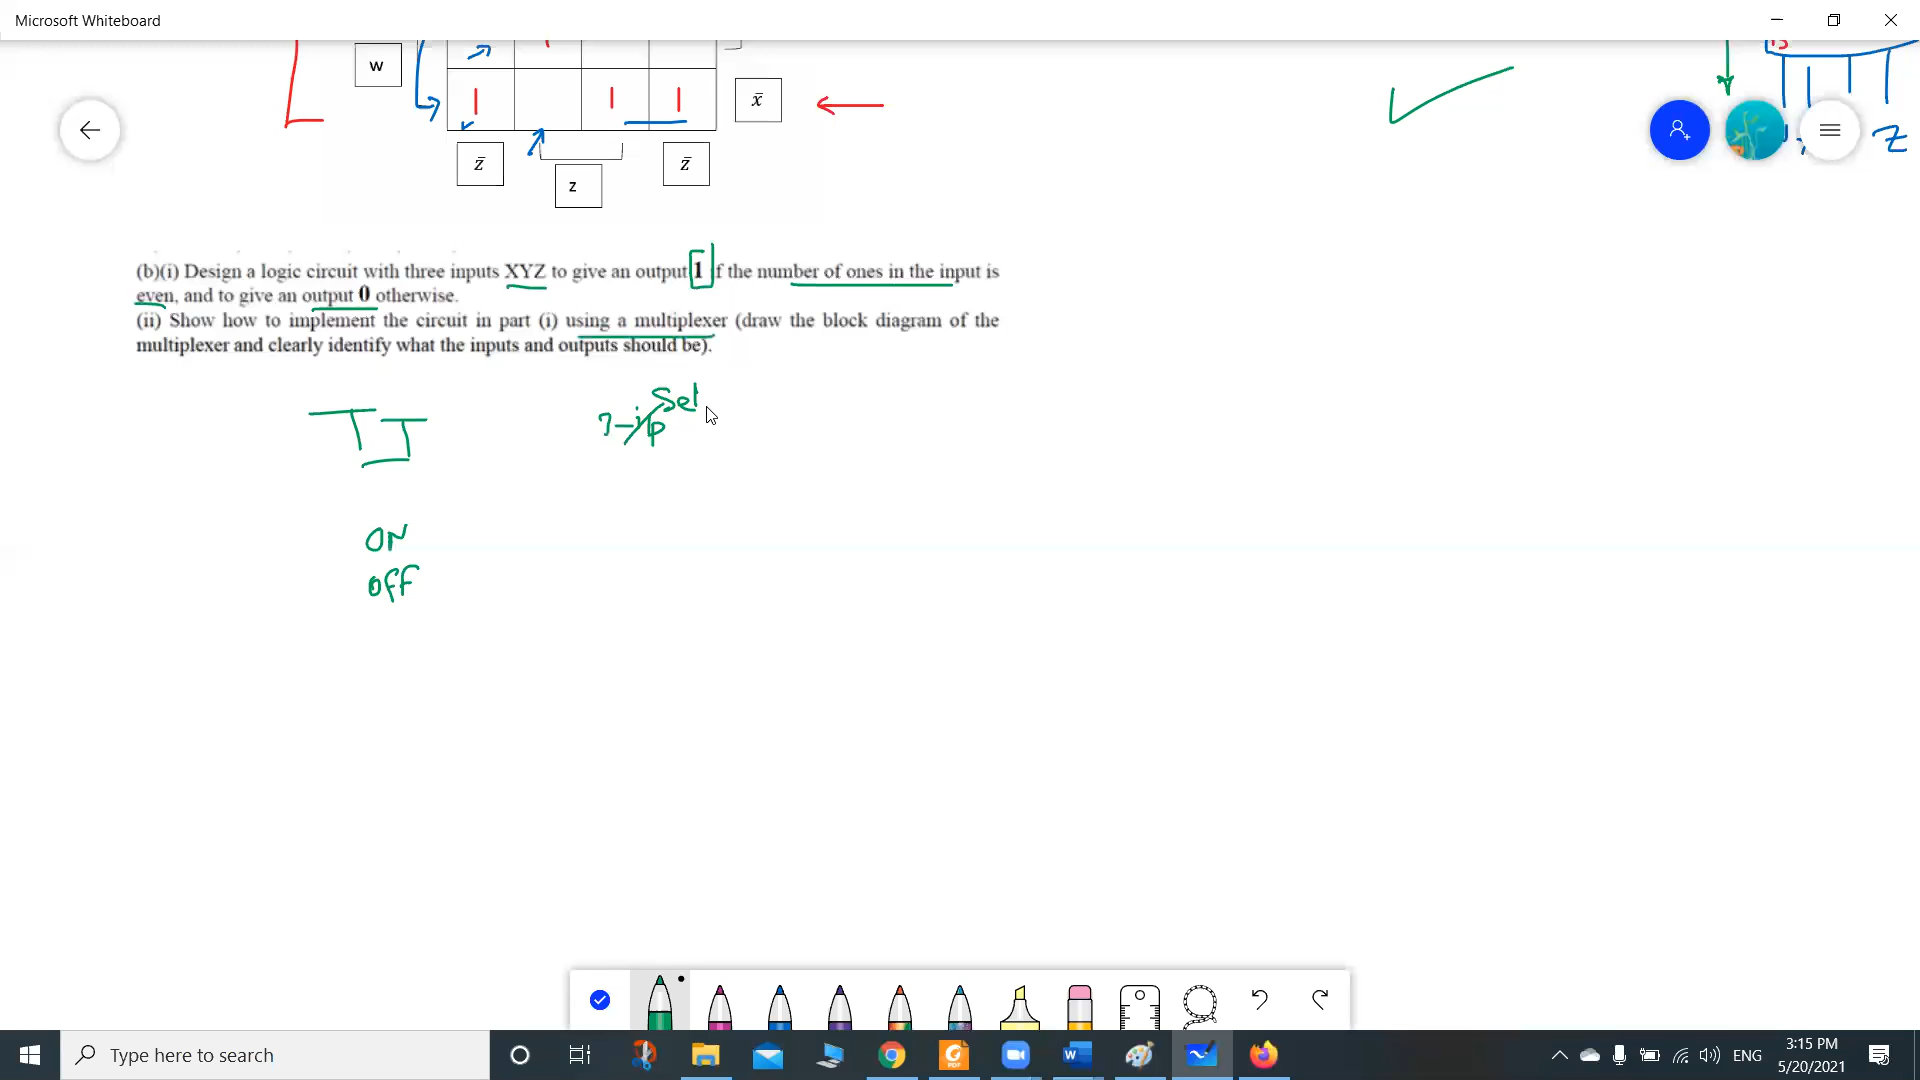 Microsoft Whiteboard
w
1 1 1
x̄
z̄
z
z̄
Z
(b)(i) Design a logic circuit with three inputs XYZ to give an output 1 if the number of ones in the input is
even, and to give an output 0 otherwise.
(ii) Show how to implement the circuit in part (i) using a multiplexer (draw the block diagram of the
multiplexer and clearly identify what the inputs and outputs should be).
Sel
i/p
ON
OFF
Type here to search
ENG
3:15 PM
5/20/2021